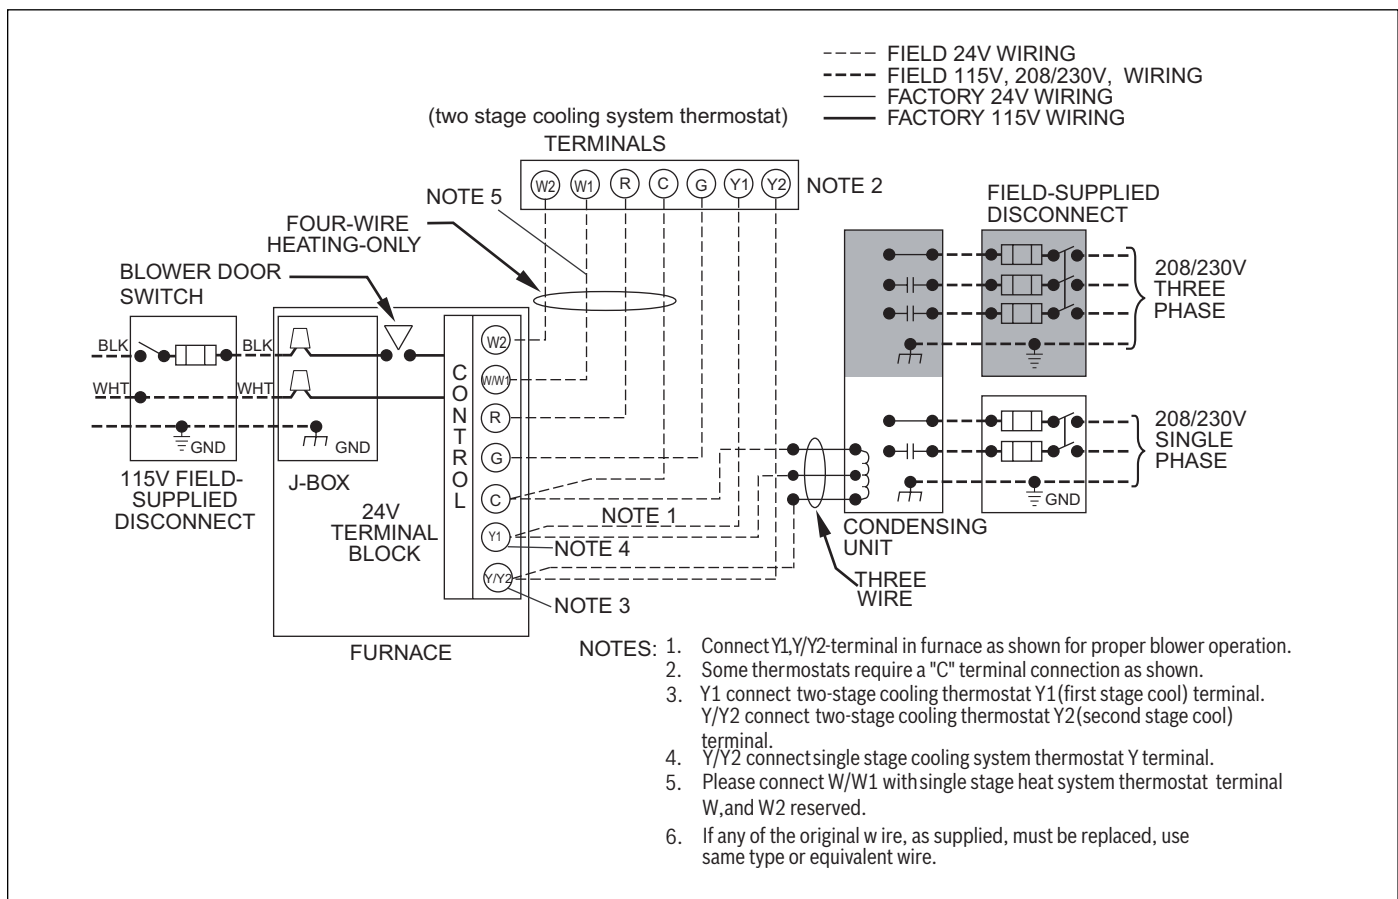 FIELD 24V WIRING
FIELD 115V, 208/230V, WIRING
FACTORY 24V WIRING
FACTORY 115V WIRING
(two stage cooling system thermostat)
TERMINALS
W2 W1 R C G Y1 Y2
NOTE 2
NOTE 5
FOUR-WIRE
HEATING-ONLY
BLOWER DOOR
SWITCH
FIELD-SUPPLIED
DISCONNECT
208/230V
THREE
PHASE
BLK
BLK
WHT
WHT
GND
GND
115V FIELD-
SUPPLIED
DISCONNECT
J-BOX
24V
TERMINAL
BLOCK
CONTROL
W2
W/W1
R
G
C
Y1
Y/Y2
NOTE 1
NOTE 4
NOTE 3
FURNACE
208/230V
SINGLE
PHASE
GND
CONDENSING
UNIT
THREE
WIRE
NOTES: 1. Connect Y1,Y/Y2-terminal in furnace as shown for proper blower operation.
2. Some thermostats require a "C" terminal connection as shown.
3. Y1 connect two-stage cooling thermostat Y1(first stage cool) terminal.
Y/Y2 connect two-stage cooling thermostat Y2(second stage cool)
terminal.
4. Y/Y2 connect single stage cooling system thermostat Y terminal.
5. Please connect W/W1 with single stage heat system thermostat terminal
W,and W2 reserved.
6. If any of the original w ire, as supplied, must be replaced, use
same type or equivalent wire.